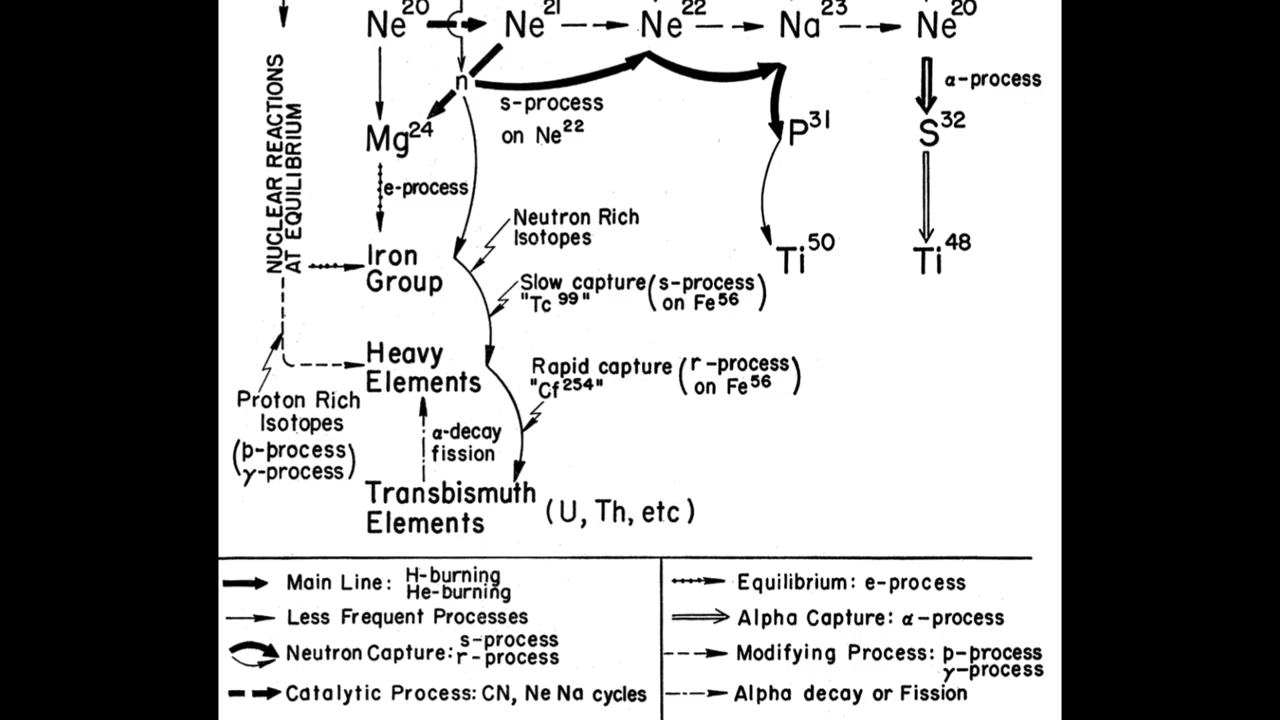 Ne20 Ne21 Ne22 Na23 Ne20
n
α-process
s-process
on Ne22
Mg24
P31
S32
NUCLEAR REACTIONS
AT EQUILIBRIUM
e-process
Neutron Rich
Isotopes
Iron
Group
Ti50
Ti48
Slow capture (s-process)
"Tc 99" (on Fe56)
Heavy
Elements
Rapid capture (r-process)
"Cf 254" (on Fe56)
Proton Rich
Isotopes
(p-process)
(γ-process)
α-decay
fission
Transbismuth
Elements
(U, Th, etc)
Main Line: H-burning
He-burning
Less Frequent Processes
Neutron Capture: s-process
r-process
Catalytic Process: CN, Ne Na cycles
Equilibrium: e-process
Alpha Capture: α-process
Modifying Process: p-process
γ-process
Alpha decay or Fission